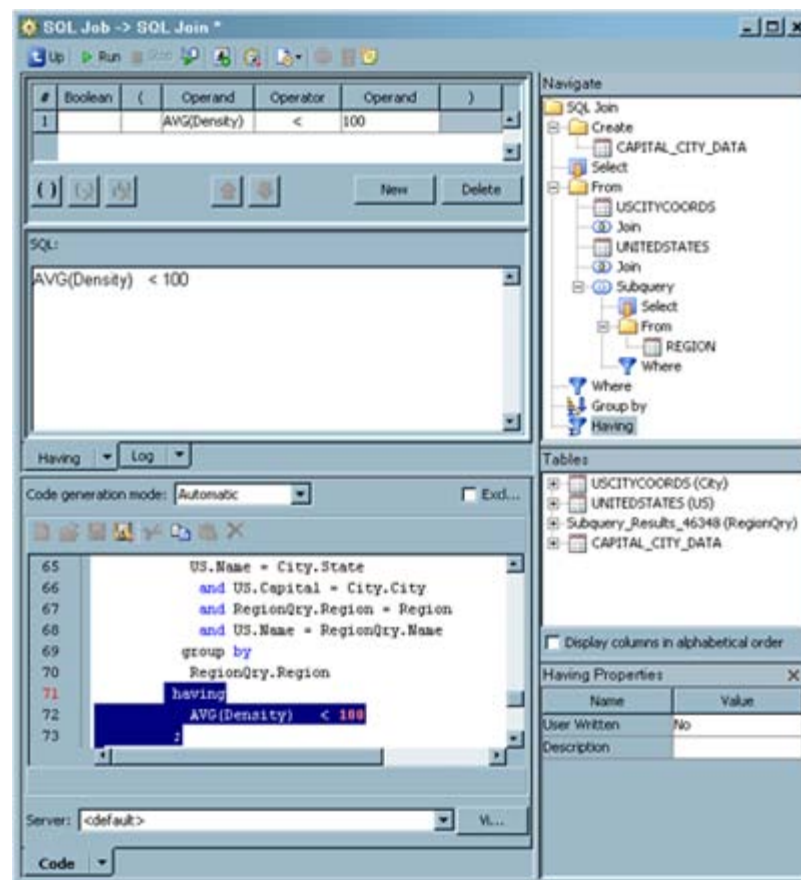 SQL Job -> SQL Join *
Up Run Stop
# Boolean ( Operand Operator Operand )
1 AVG(Density) < 100
( ) New Delete
SQL:
AVG(Density) < 100
Having Log
Code generation mode: Automatic Excl...
65 US.Name = City.State
66 and US.Capital = City.City
67 and RegionQry.Region = Region
68 and US.Name = RegionQry.Name
69 group by
70 RegionQry.Region
71 having
72 AVG(Density) < 100
73 ;
Server: <default> Vi...
Code
Navigate
SQL Join
Create
CAPITAL_CITY_DATA
Select
From
USCITYCOORDS
Join
UNITEDSTATES
Join
Subquery
Select
From
REGION
Where
Where
Group by
Having
Tables
USCITYCOORDS (City)
UNITEDSTATES (US)
Subquery_Results_46348 (RegionQry)
CAPITAL_CITY_DATA
Display columns in alphabetical order
Having Properties
Name Value
User Written No
Description